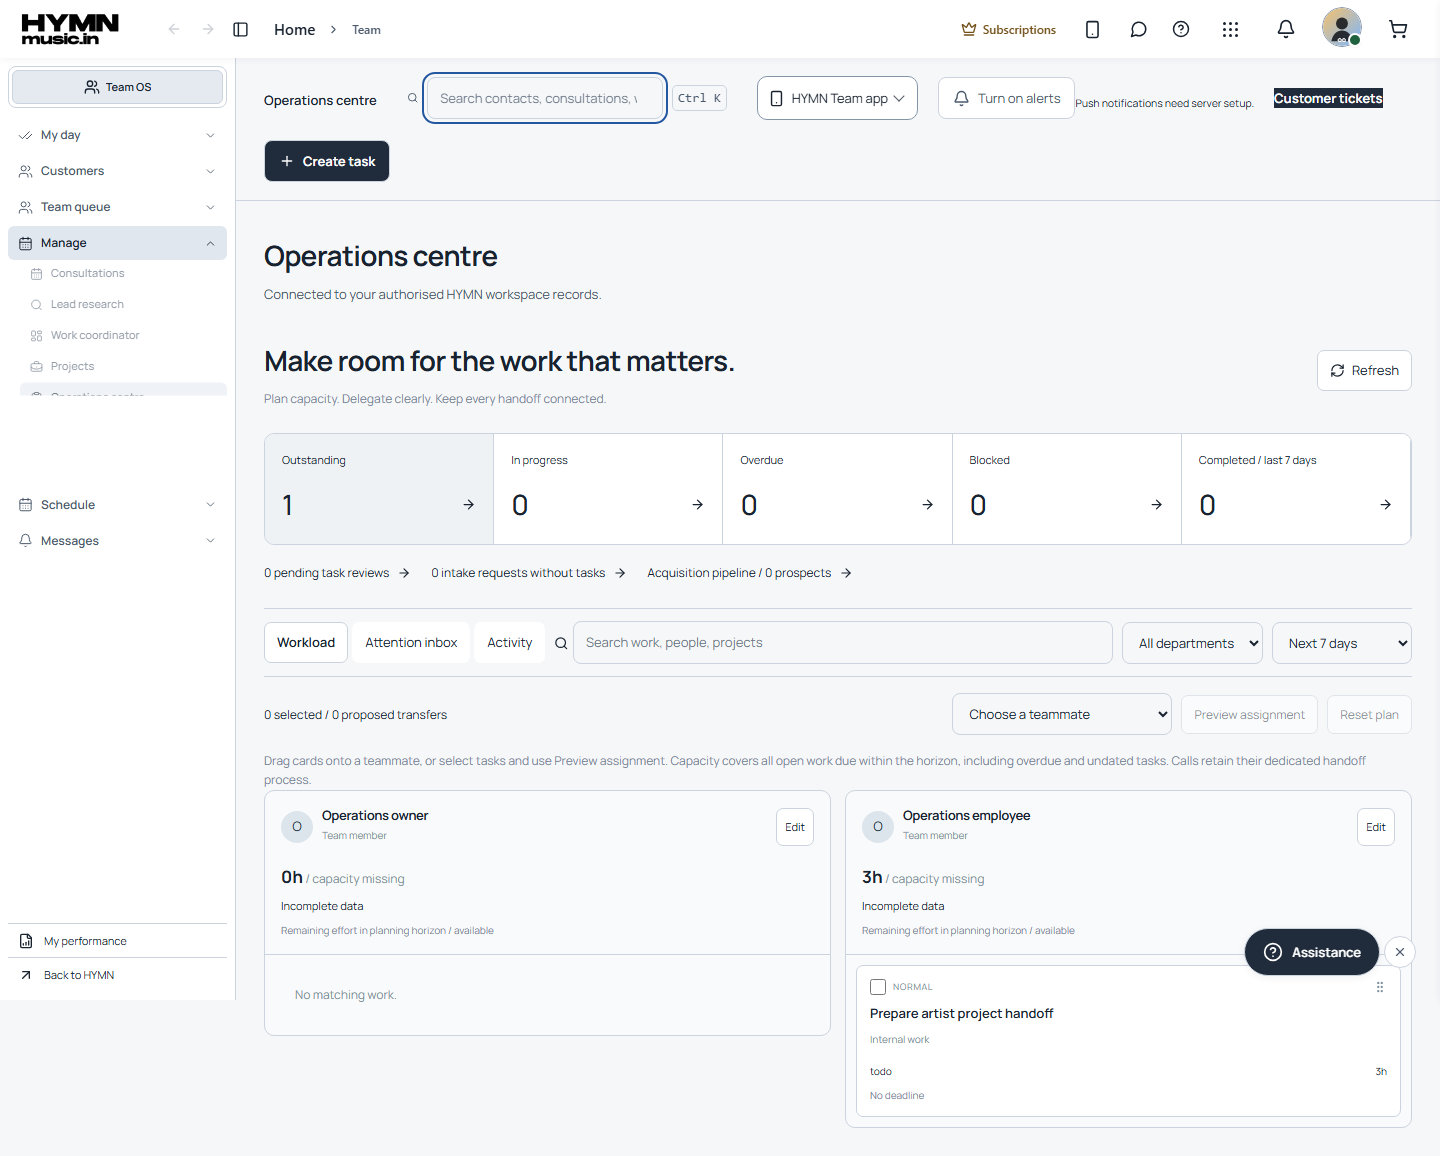 HYMN
music.in
Home
Team
Subscriptions
Team OS
My day
Customers
Team queue
Manage
Consultations
Lead research
Work coordinator
Projects
Operations centre
Schedule
Messages
My performance
Back to HYMN
Operations centre
Search contacts, consultations,
Ctrl K
HYMN Team app
Turn on alerts
Push notifications need server setup.
Customer tickets
Create task
Operations centre
Connected to your authorised HYMN workspace records.
Make room for the work that matters.
Plan capacity. Delegate clearly. Keep every handoff connected.
Refresh
Outstanding
1
In progress
0
Overdue
0
Blocked
0
Completed / last 7 days
0
0 pending task reviews
0 intake requests without tasks
Acquisition pipeline / 0 prospects
Workload
Attention inbox
Activity
Search work, people, projects
All departments
Next 7 days
0 selected / 0 proposed transfers
Choose a teammate
Preview assignment
Reset plan
Drag cards onto a teammate, or select tasks and use Preview assignment. Capacity covers all open work due within the horizon, including overdue and undated tasks. Calls retain their dedicated handoff
process.
O
Operations owner
Team member
Edit
0h / capacity missing
Incomplete data
Remaining effort in planning horizon / available
No matching work.
O
Operations employee
Team member
Edit
3h / capacity missing
Incomplete data
Remaining effort in planning horizon / available
Assistance
NORMAL
Prepare artist project handoff
Internal work
todo
3h
No deadline